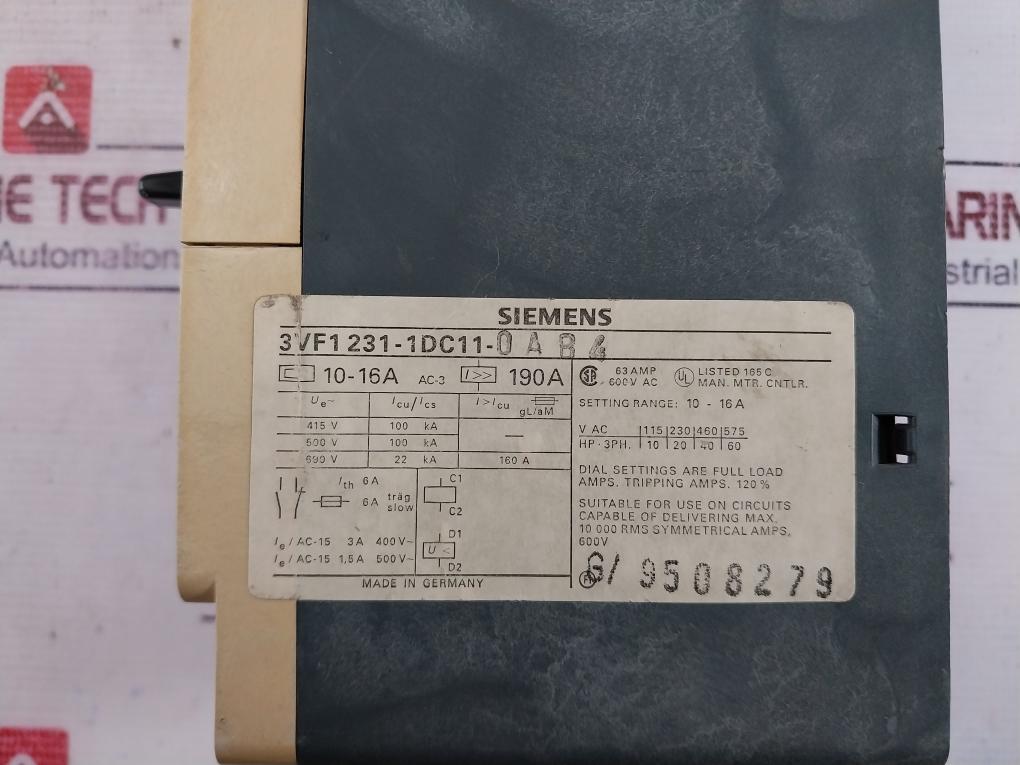 NE TECH
Automation
ARIN
strial
SIEMENS
3VF1 231-1DC11-0AB4
10-16A AC-3 I>> 190A
Ue~ Icu/Ics I>Icu gL/aM
415 V 100 kA
500 V 100 kA —
690 V 22 kA 160 A
Ith 6A
6A träg
slow
Ie/AC-15 3A 400V~
Ie/AC-15 1,5A 500V~
C1
C2
D1
U<
D2
MADE IN GERMANY
SA 63 AMP
600V AC
UL LISTED 165 C
MAN. MTR. CNTLR.
SETTING RANGE: 10 - 16 A
V AC 115 230 460 575
HP·3PH. 10 20 40 60
DIAL SETTINGS ARE FULL LOAD
AMPS. TRIPPING AMPS. 120 %
SUITABLE FOR USE ON CIRCUITS
CAPABLE OF DELIVERING MAX.
10 000 RMS SYMMETRICAL AMPS,
600V
G/ 9508279